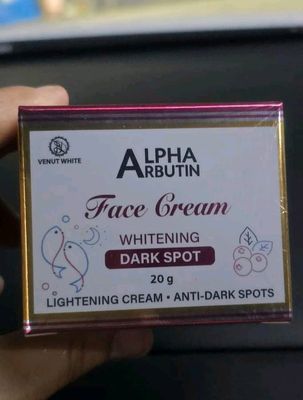 VENUT WHITE
ALPHA
ARBUTIN
Face Cream
WHITENING
DARK SPOT
20 g
LIGHTENING CREAM • ANTI-DARK SPOTS